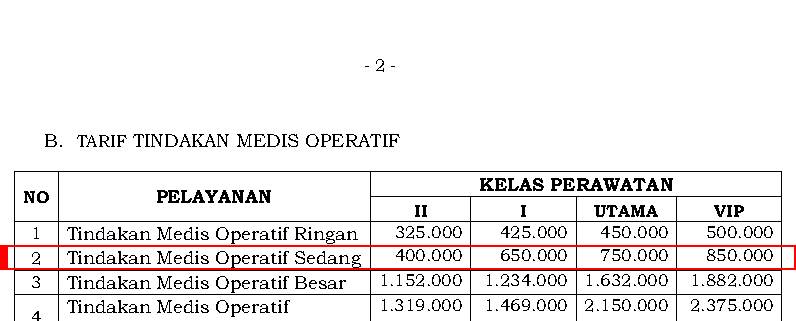 - 2 -
B. TARIF TINDAKAN MEDIS OPERATIF
NO PELAYANAN KELAS PERAWATAN
II I UTAMA VIP
1 Tindakan Medis Operatif Ringan 325.000 425.000 450.000 500.000
2 Tindakan Medis Operatif Sedang 400.000 650.000 750.000 850.000
3 Tindakan Medis Operatif Besar 1.152.000 1.234.000 1.632.000 1.882.000
4 Tindakan Medis Operatif 1.319.000 1.469.000 2.150.000 2.375.000